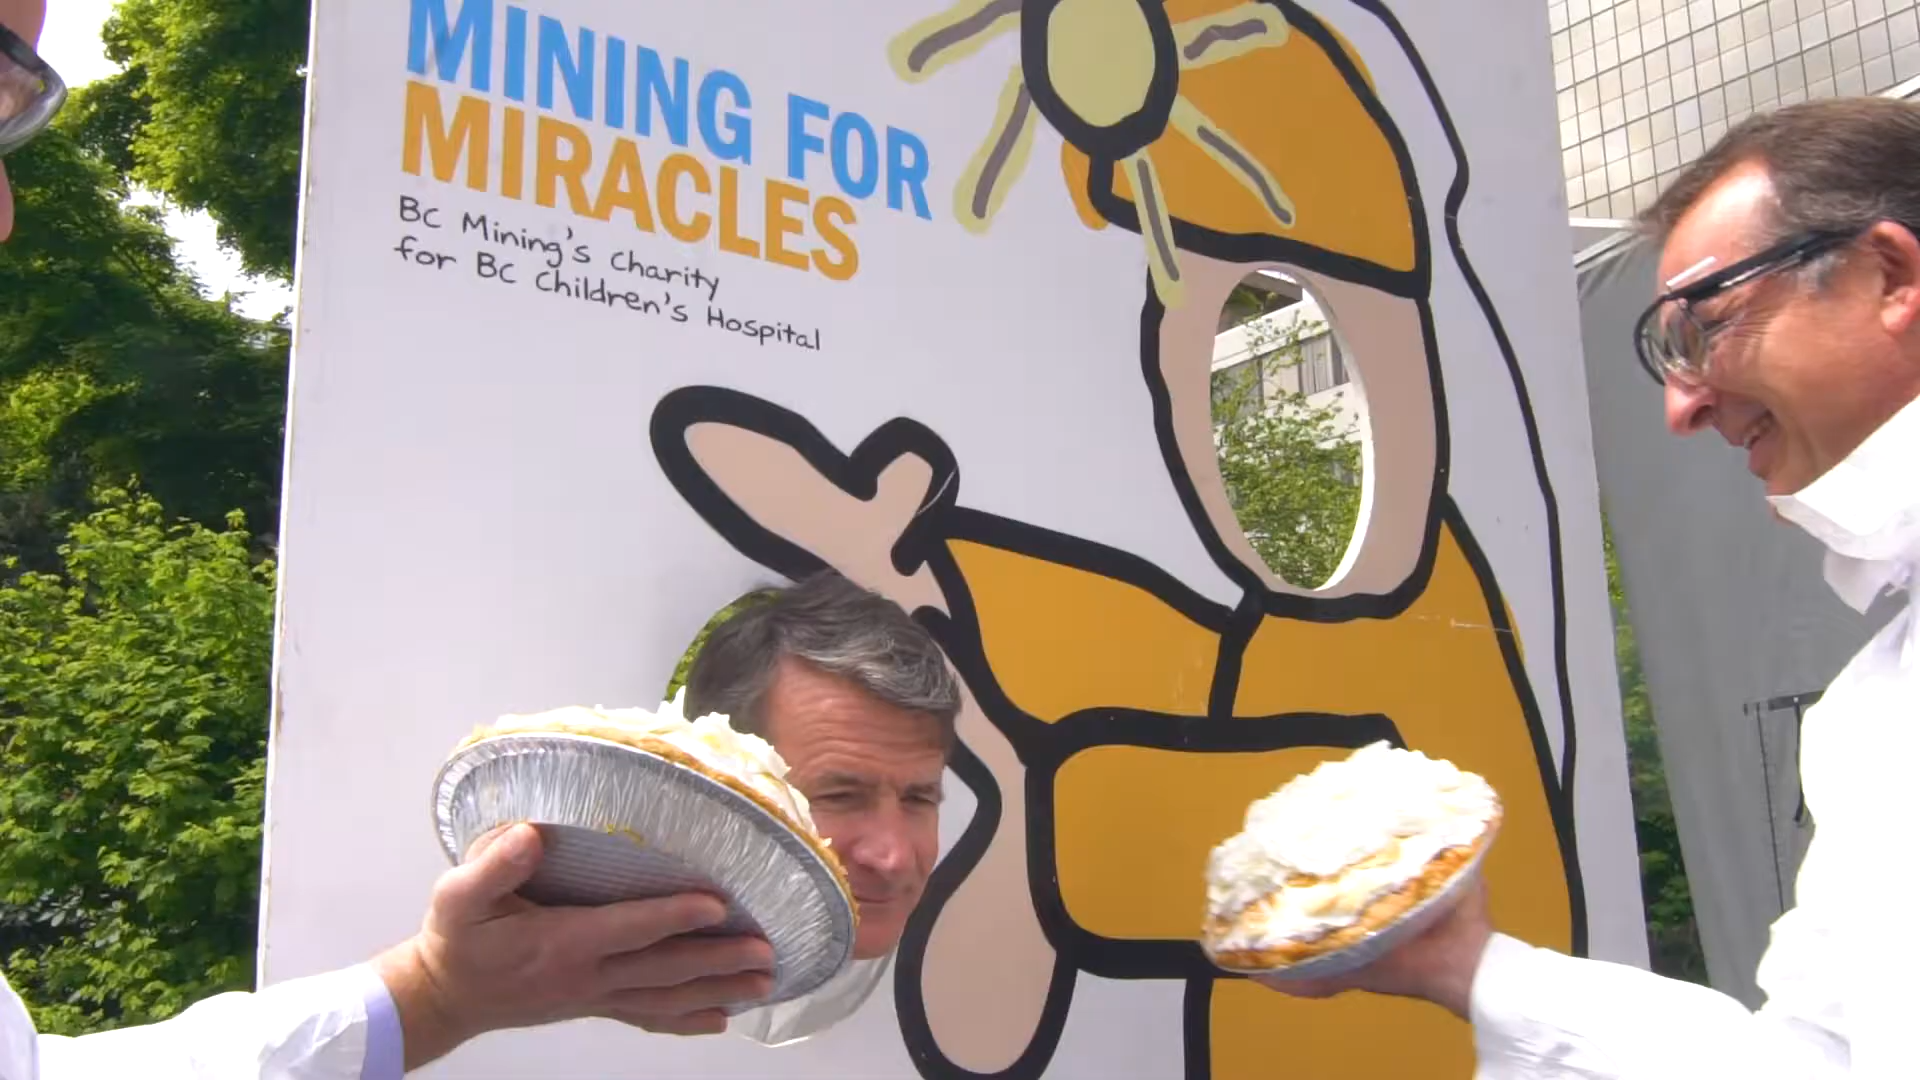 MINING FOR
MIRACLES
BC Mining's Charity
for BC Children's Hospital